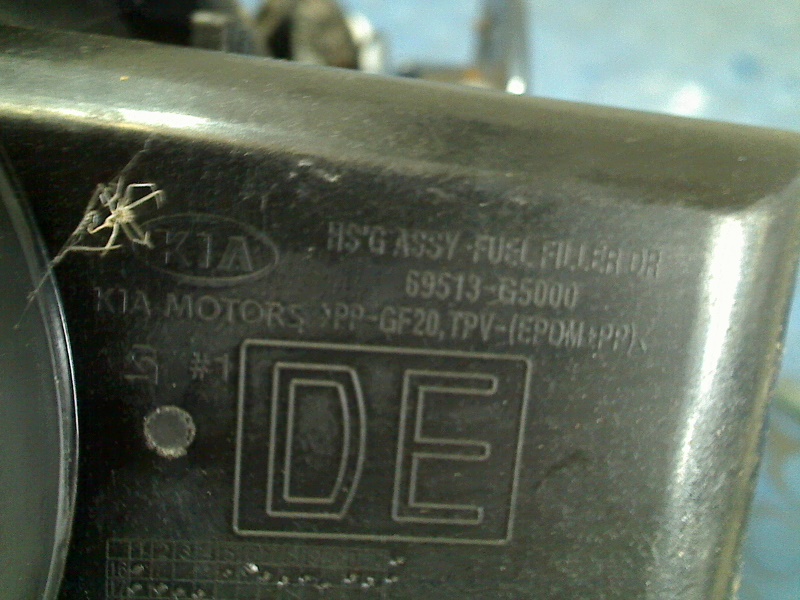 KIA
HS'G ASSY-FUEL FILLER DR
69513-G5000
KIA MOTORS >PP-GF20, TPV-(EPDM+PP)<
#1
DE